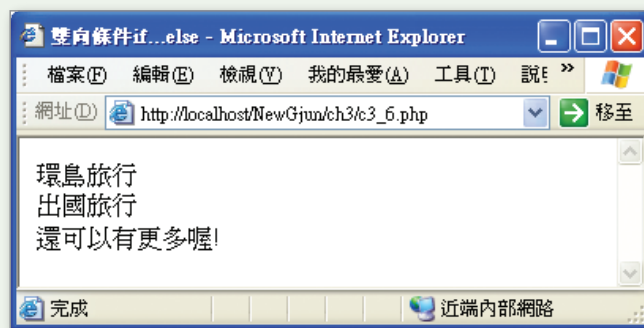 雙向條件if...else - Microsoft Internet Explorer
檔案(F) 編輯(E) 檢視(V) 我的最愛(A) 工具(T) 說 »
網址(D) http://localhost/NewGjun/ch3/c3_6.php 移至
環島旅行
出國旅行
還可以有更多喔!
完成 近端內部網路